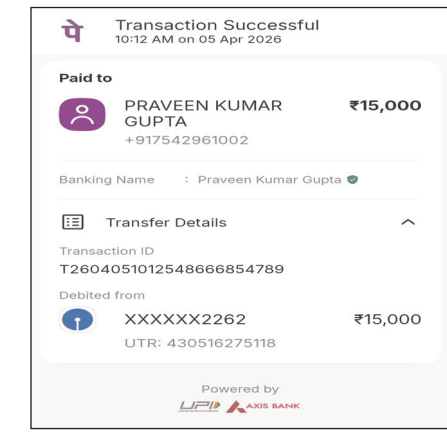 पे
Transaction Successful
10:12 AM on 05 Apr 2026
Paid to
PRAVEEN KUMAR GUPTA ₹15,000
+917542961002
Banking Name : Praveen Kumar Gupta
Transfer Details
Transaction ID
T2604051012548666854789
Debited from
XXXXXX2262 ₹15,000
UTR: 430516275118
Powered by
UPI AXIS BANK